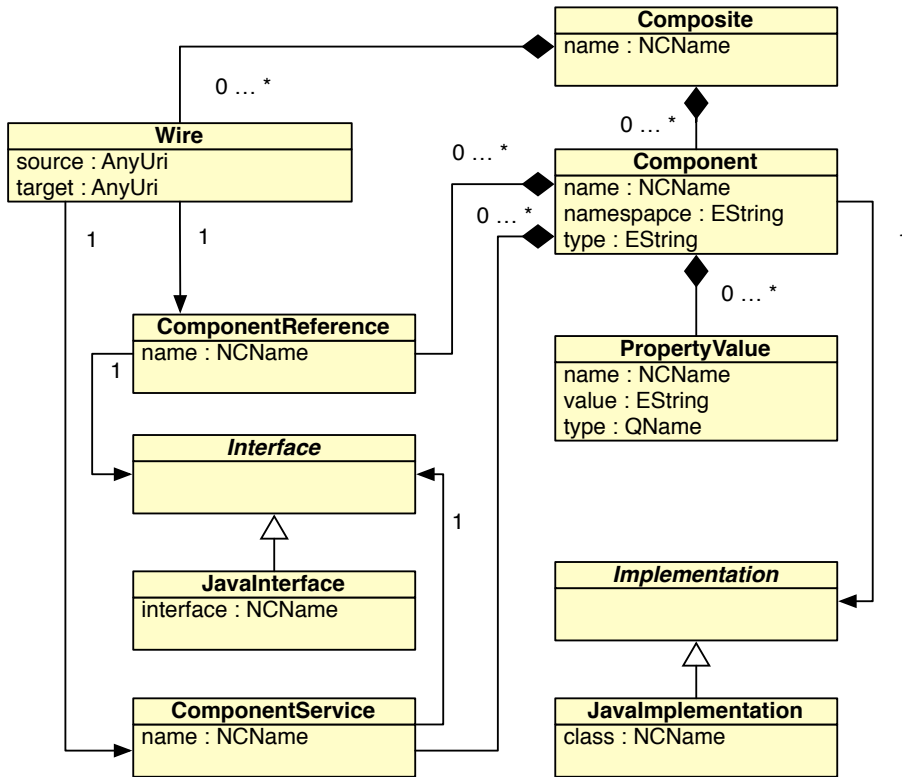 Composite
name : NCName
0 ... *
0 ... *
Wire
source : AnyUri
target : AnyUri
0 ... *
Component
name : NCName
namespapce : EString
type : EString
0 ... *
1
1
0 ... *
ComponentReference
name : NCName
1
PropertyValue
name : NCName
value : EString
type : QName
Interface
1
JavaInterface
interface : NCName
Implementation
ComponentService
name : NCName
JavaImplementation
class : NCName